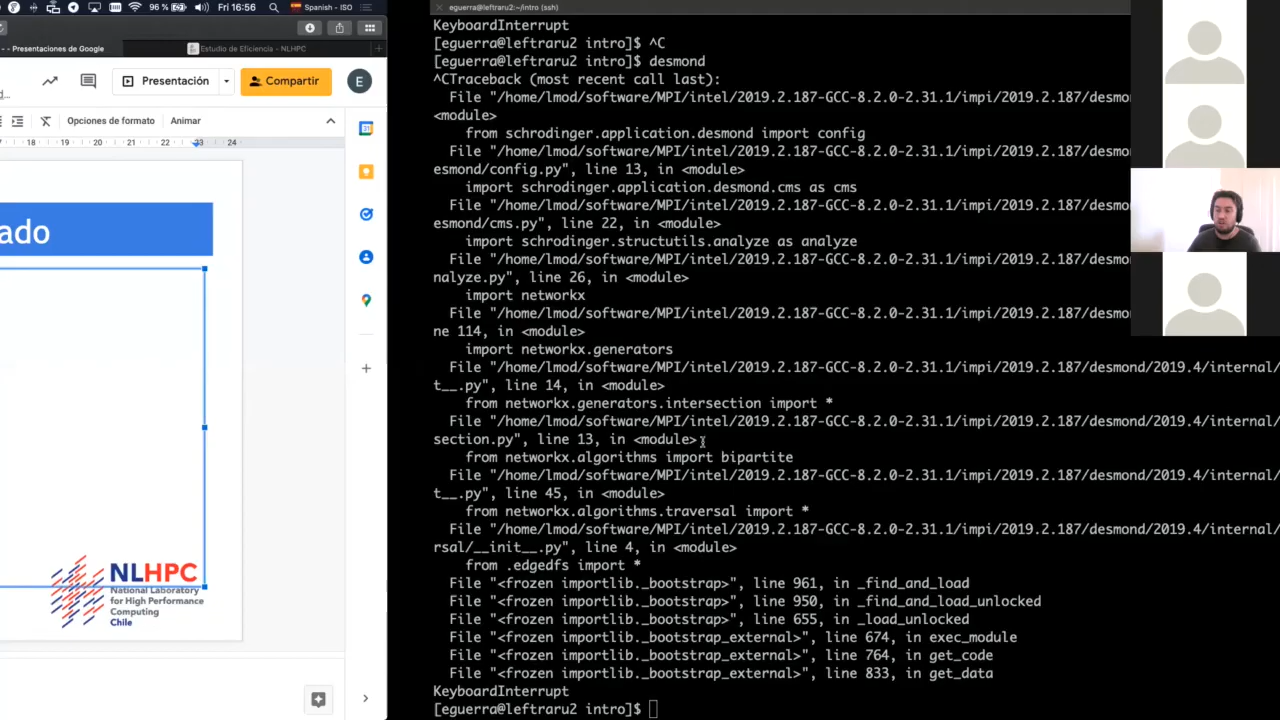 96 %
Fri 16:56
Spanish - ISO
eguerra@leftraru2:~/intro (ssh)
- - Presentaciones de Google
Estudio de Eficiencia - NLHPC
Presentación
Compartir
E
d...
Opciones de formato
Animar
18 19 20 21 22 23 24
ado
NLHPC
National Laboratory
for High Performance
Computing
Chile
KeyboardInterrupt
[eguerra@leftraru2 intro]$ ^C
[eguerra@leftraru2 intro]$ desmond
^CTraceback (most recent call last):
File "/home/lmod/software/MPI/intel/2019.2.187-GCC-8.2.0-2.31.1/impi/2019.2.187/desmo
<module>
from schrodinger.application.desmond import config
File "/home/lmod/software/MPI/intel/2019.2.187-GCC-8.2.0-2.31.1/impi/2019.2.187/desmo
esmond/config.py", line 13, in <module>
import schrodinger.application.desmond.cms as cms
File "/home/lmod/software/MPI/intel/2019.2.187-GCC-8.2.0-2.31.1/impi/2019.2.187/desmo
esmond/cms.py", line 22, in <module>
import schrodinger.structutils.analyze as analyze
File "/home/lmod/software/MPI/intel/2019.2.187-GCC-8.2.0-2.31.1/impi/2019.2.187/desmo
nalyze.py", line 26, in <module>
import networkx
File "/home/lmod/software/MPI/intel/2019.2.187-GCC-8.2.0-2.31.1/impi/2019.2.187/desmo
ne 114, in <module>
import networkx.generators
File "/home/lmod/software/MPI/intel/2019.2.187-GCC-8.2.0-2.31.1/impi/2019.2.187/desmond/2019.4/internal/
t__.py", line 14, in <module>
from networkx.generators.intersection import *
File "/home/lmod/software/MPI/intel/2019.2.187-GCC-8.2.0-2.31.1/impi/2019.2.187/desmond/2019.4/internal/
section.py", line 13, in <module>
from networkx.algorithms import bipartite
File "/home/lmod/software/MPI/intel/2019.2.187-GCC-8.2.0-2.31.1/impi/2019.2.187/desmond/2019.4/internal/
t__.py", line 45, in <module>
from networkx.algorithms.traversal import *
File "/home/lmod/software/MPI/intel/2019.2.187-GCC-8.2.0-2.31.1/impi/2019.2.187/desmond/2019.4/internal/
rsal/__init__.py", line 4, in <module>
from .edgedfs import *
File "<frozen importlib._bootstrap>", line 961, in _find_and_load
File "<frozen importlib._bootstrap>", line 950, in _find_and_load_unlocked
File "<frozen importlib._bootstrap>", line 655, in _load_unlocked
File "<frozen importlib._bootstrap_external>", line 674, in exec_module
File "<frozen importlib._bootstrap_external>", line 764, in get_code
File "<frozen importlib._bootstrap_external>", line 833, in get_data
KeyboardInterrupt
[eguerra@leftraru2 intro]$